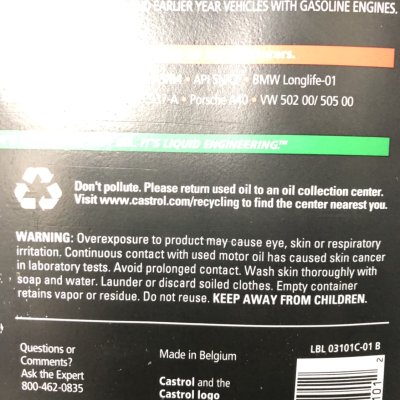 EARLIER YEAR VEHICLES WITH GASOLINE ENGINES.
• BMW Longlife-01
• Porsche A40 • VW 502 00/ 505 00
IT'S LIQUID ENGINEERING.™
Don't pollute. Please return used oil to an oil collection center.
Visit www.castrol.com/recycling to find the center nearest you.
WARNING: Overexposure to product may cause eye, skin or respiratory
irritation. Continuous contact with used motor oil has caused skin cancer
in laboratory tests. Avoid prolonged contact. Wash skin thoroughly with
soap and water. Launder or discard soiled clothes. Empty container
retains vapor or residue. Do not reuse. KEEP AWAY FROM CHILDREN.
Questions or
Comments?
Ask the Expert
800-462-0835
Made in Belgium
Castrol and the
Castrol logo
LBL 03101C-01 B